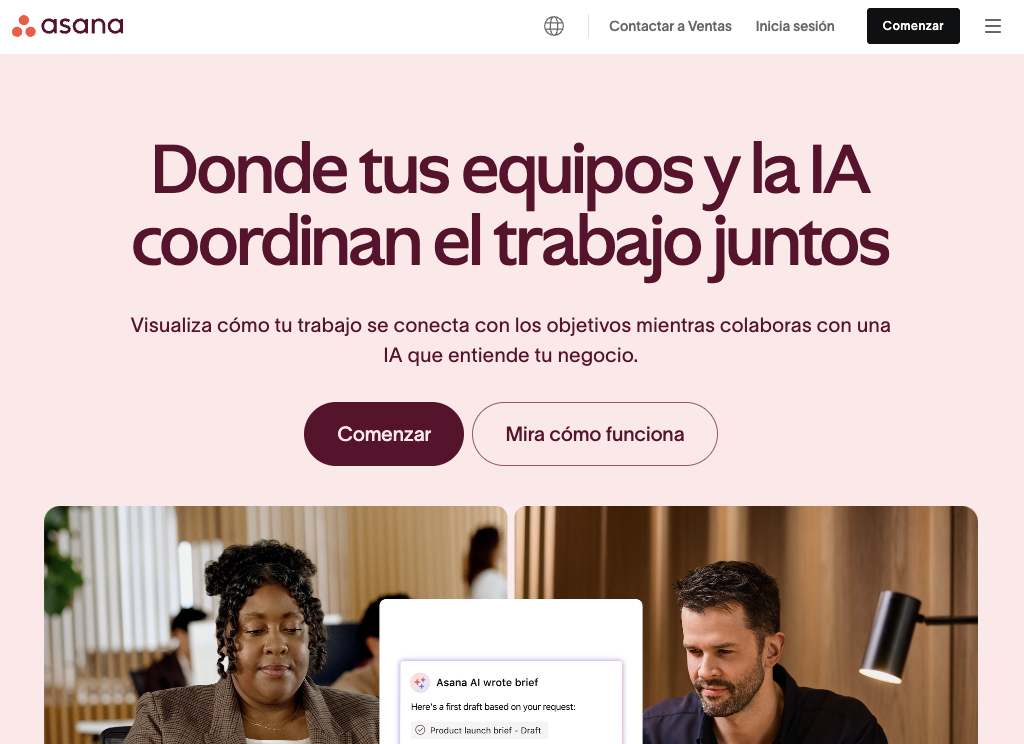 asana
Contactar a Ventas
Inicia sesión
Comenzar
Donde tus equipos y la IA
coordinan el trabajo juntos
Visualiza cómo tu trabajo se conecta con los objetivos mientras colaboras con una
IA que entiende tu negocio.
Comenzar
Mira cómo funciona
Asana AI wrote brief
Here's a first draft based on your request:
Product launch brief - Draft